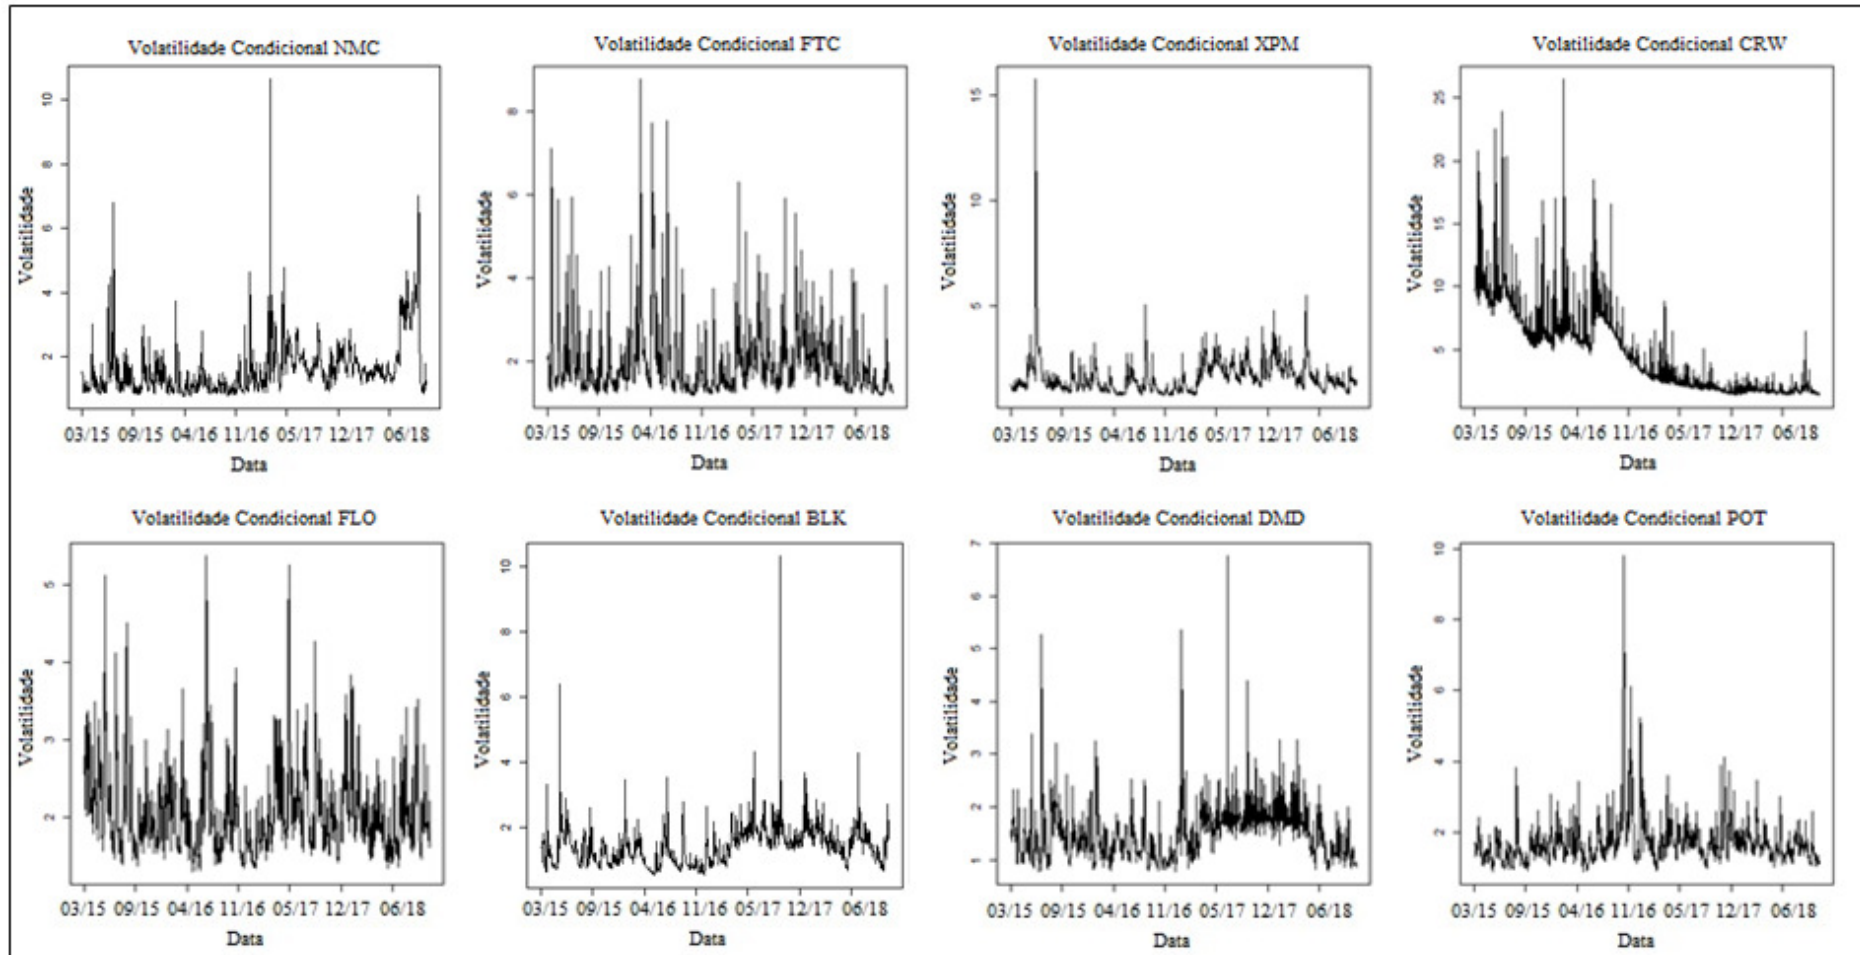 Volatilidade Condicional NMC
Volatilidade
10
8
6
4
2
03/15 09/15 04/16 11/16 05/17 12/17 06/18
Data
Volatilidade Condicional FTC
Volatilidade
8
6
4
2
03/15 09/15 04/16 11/16 05/17 12/17 06/18
Data
Volatilidade Condicional XPM
Volatilidade
15
10
5
03/15 09/15 04/16 11/16 05/17 12/17 06/18
Data
Volatilidade Condicional CRW
Volatilidade
25
20
15
10
5
03/15 09/15 04/16 11/16 05/17 12/17 06/18
Data
Volatilidade Condicional FLO
Volatilidade
5
4
3
2
03/15 09/15 04/16 11/16 05/17 12/17 06/18
Data
Volatilidade Condicional BLK
Volatilidade
10
8
6
4
2
03/15 09/15 04/16 11/16 05/17 12/17 06/18
Data
Volatilidade Condicional DMD
Volatilidade
7
6
5
4
3
2
1
03/15 09/15 04/16 11/16 05/17 12/17 06/18
Data
Volatilidade Condicional POT
Volatilidade
10
8
6
4
2
03/15 09/15 04/16 11/16 05/17 12/17 06/18
Data